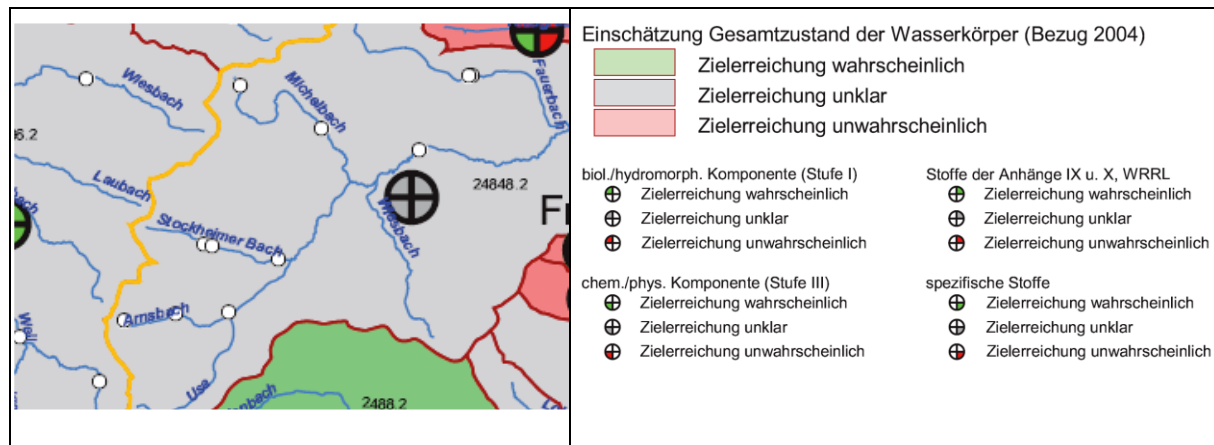 Wiesbach
Michelbach
Fauerbach
6.2
24848.2
Laubach
bach
Wiesbach
Stockheimer Bach
Arnsbach
Weil
Usa
2488.2
nbach
Einschätzung Gesamtzustand der Wasserkörper (Bezug 2004)
Zielerreichung wahrscheinlich
Zielerreichung unklar
Zielerreichung unwahrscheinlich
biol./hydromorph. Komponente (Stufe I)
Zielerreichung wahrscheinlich
Zielerreichung unklar
Zielerreichung unwahrscheinlich
Stoffe der Anhänge IX u. X, WRRL
Zielerreichung wahrscheinlich
Zielerreichung unklar
Zielerreichung unwahrscheinlich
chem./phys. Komponente (Stufe III)
Zielerreichung wahrscheinlich
Zielerreichung unklar
Zielerreichung unwahrscheinlich
spezifische Stoffe
Zielerreichung wahrscheinlich
Zielerreichung unklar
Zielerreichung unwahrscheinlich